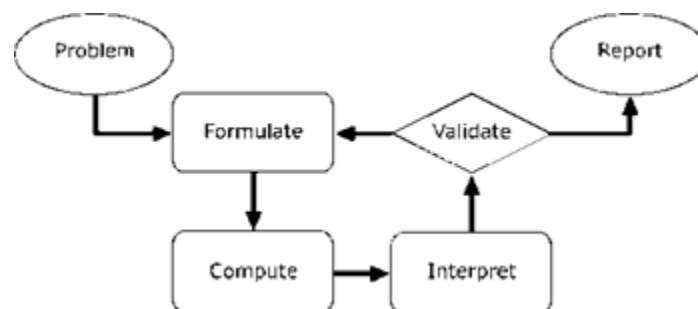 Problem
Report
Formulate
Validate
Compute
Interpret